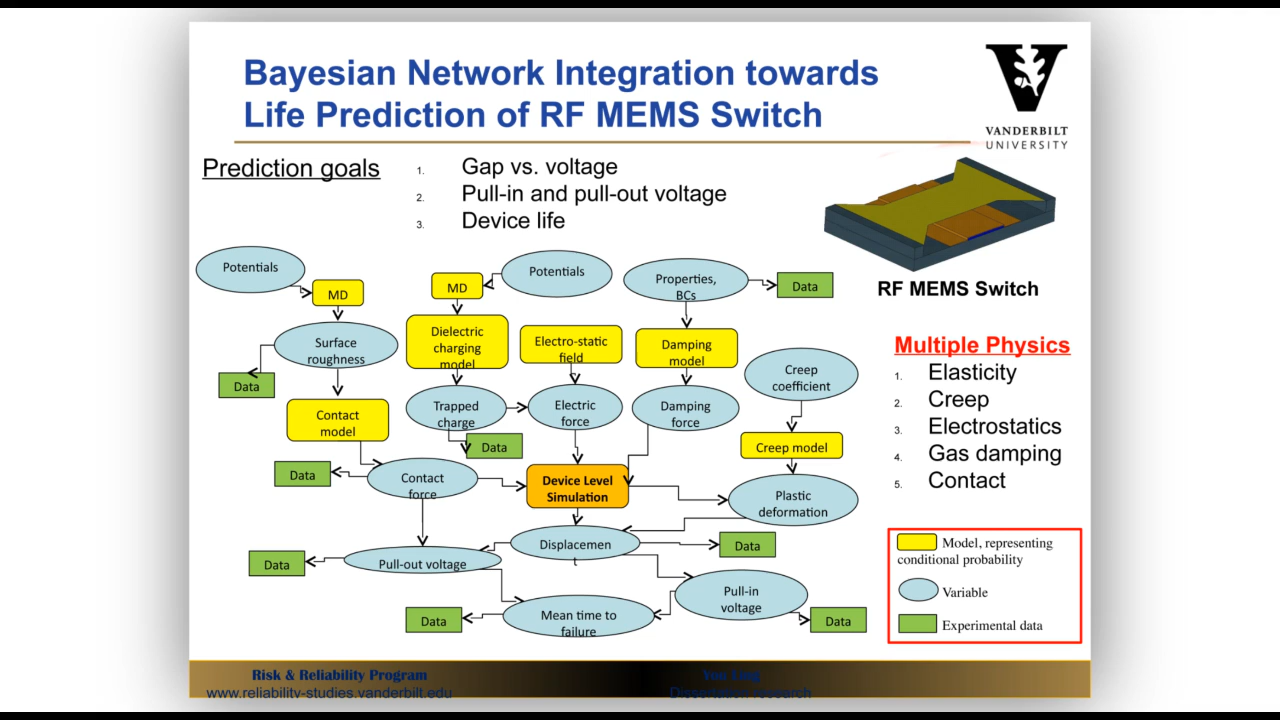 Bayesian Network Integration towards
Life Prediction of RF MEMS Switch
VANDERBILT
UNIVERSITY
Prediction goals
1. Gap vs. voltage
2. Pull-in and pull-out voltage
3. Device life
RF MEMS Switch
Potentials
MD
Surface
roughness
Data
Contact
model
Data
Contact
force
MD
Potentials
Dielectric
charging
model
Trapped
charge
Data
Electro-static
field
Electric
force
Properties,
BCs
Data
Damping
model
Damping
force
Creep
coefficient
Creep model
Plastic
deformation
Device Level
Simulation
Displacemen
t
Data
Data
Pull-out voltage
Pull-in
voltage
Data
Data
Mean time to
failure
Multiple Physics
1. Elasticity
2. Creep
3. Electrostatics
4. Gas damping
5. Contact
Model, representing
conditional probability
Variable
Experimental data
Risk & Reliability Program
www.reliability-studies.vanderbilt.edu
Dissertation research